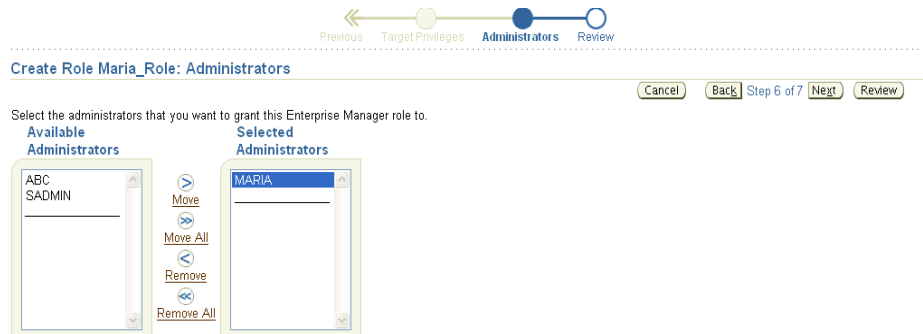 Previous Target Privileges Administrators Review
Create Role Maria_Role: Administrators
Cancel Back Step 6 of 7 Next Review
Select the administrators that you want to grant this Enterprise Manager role to.
Available Administrators
Selected Administrators
ABC
SADMIN
Move
Move All
Remove
Remove All
MARIA